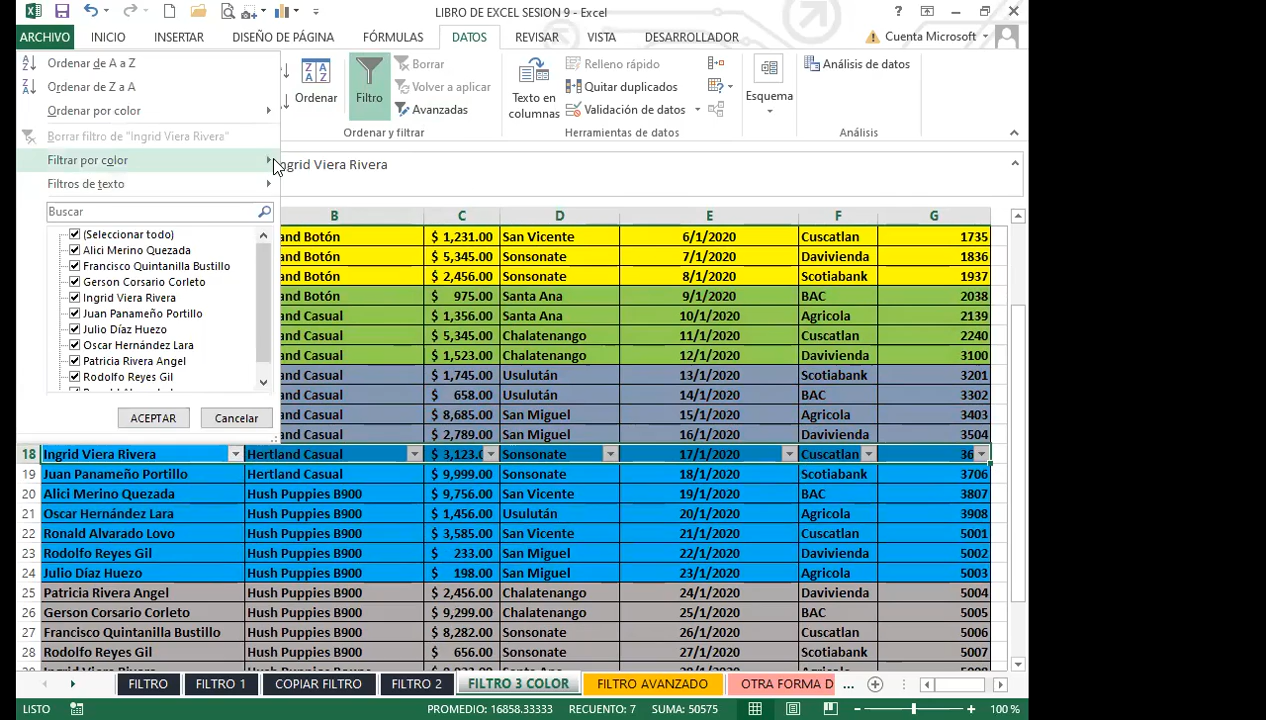 LIBRO DE EXCEL SESION 9 - Excel
ARCHIVO INICIO INSERTAR DISEÑO DE PÁGINA FÓRMULAS DATOS REVISAR VISTA DESARROLLADOR Cuenta Microsoft
Ordenar de A a Z
Ordenar de Z a A
Ordenar por color
Borrar filtro de "Ingrid Viera Rivera"
Filtrar por color
Filtros de texto
Buscar
(Seleccionar todo)
Alici Merino Quezada
Francisco Quintanilla Bustillo
Gerson Corsario Corleto
Ingrid Viera Rivera
Juan Panameño Portillo
Julio Díaz Huezo
Oscar Hernández Lara
Patricia Rivera Angel
Rodolfo Reyes Gil
ACEPTAR Cancelar
Ordenar
Filtro
Borrar
Volver a aplicar
Avanzadas
Ordenar y filtrar
Texto en
columnas
Relleno rápido
Quitar duplicados
Validación de datos
Herramientas de datos
Esquema
Análisis de datos
Análisis
ngrid Viera Rivera
B C D E F G
and Botón $ 1,231.00 San Vicente 6/1/2020 Cuscatlan 1735
and Botón $ 5,345.00 Sonsonate 7/1/2020 Davivienda 1836
and Botón $ 2,456.00 Sonsonate 8/1/2020 Scotiabank 1937
and Botón $ 975.00 Santa Ana 9/1/2020 BAC 2038
and Casual $ 1,356.00 Santa Ana 10/1/2020 Agricola 2139
and Casual $ 5,345.00 Chalatenango 11/1/2020 Cuscatlan 2240
and Casual $ 1,523.00 Chalatenango 12/1/2020 Davivienda 3100
and Casual $ 1,745.00 Usulután 13/1/2020 Scotiabank 3201
and Casual $ 658.00 Usulután 14/1/2020 BAC 3302
and Casual $ 8,685.00 San Miguel 15/1/2020 Agricola 3403
and Casual $ 2,789.00 San Miguel 16/1/2020 Davivienda 3504
18 Ingrid Viera Rivera Hertland Casual $ 3,123.0 Sonsonate 17/1/2020 Cuscatlan 36
19 Juan Panameño Portillo Hertland Casual $ 9,999.00 Sonsonate 18/1/2020 Scotiabank 3706
20 Alici Merino Quezada Hush Puppies B900 $ 9,756.00 San Vicente 19/1/2020 BAC 3807
21 Oscar Hernández Lara Hush Puppies B900 $ 1,456.00 Usulután 20/1/2020 Agricola 3908
22 Ronald Alvarado Lovo Hush Puppies B900 $ 3,585.00 San Vicente 21/1/2020 Cuscatlan 5001
23 Rodolfo Reyes Gil Hush Puppies B900 $ 233.00 San Miguel 22/1/2020 Davivienda 5002
24 Julio Díaz Huezo Hush Puppies B900 $ 198.00 San Miguel 23/1/2020 Agricola 5003
25 Patricia Rivera Angel Hush Puppies B900 $ 2,456.00 Chalatenango 24/1/2020 Davivienda 5004
26 Gerson Corsario Corleto Hush Puppies B900 $ 9,299.00 Chalatenango 25/1/2020 BAC 5005
27 Francisco Quintanilla Bustillo Hush Puppies B900 $ 8,282.00 Sonsonate 26/1/2020 Cuscatlan 5006
28 Rodolfo Reyes Gil Hush Puppies B900 $ 656.00 Sonsonate 27/1/2020 Scotiabank 5007
FILTRO FILTRO 1 COPIAR FILTRO FILTRO 2 FILTRO 3 COLOR FILTRO AVANZADO OTRA FORMA D ...
LISTO PROMEDIO: 16858.33333 RECUENTO: 7 SUMA: 50575 100 %